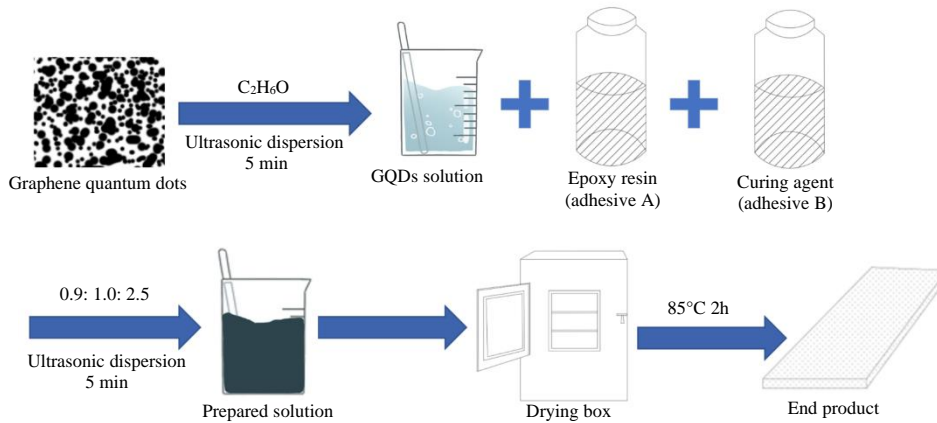 C₂H₆O
Ultrasonic dispersion
5 min
Graphene quantum dots
GQDs solution
Epoxy resin
(adhesive A)
Curing agent
(adhesive B)
0.9: 1.0: 2.5
Ultrasonic dispersion
5 min
Prepared solution
85°C 2h
Drying box
End product